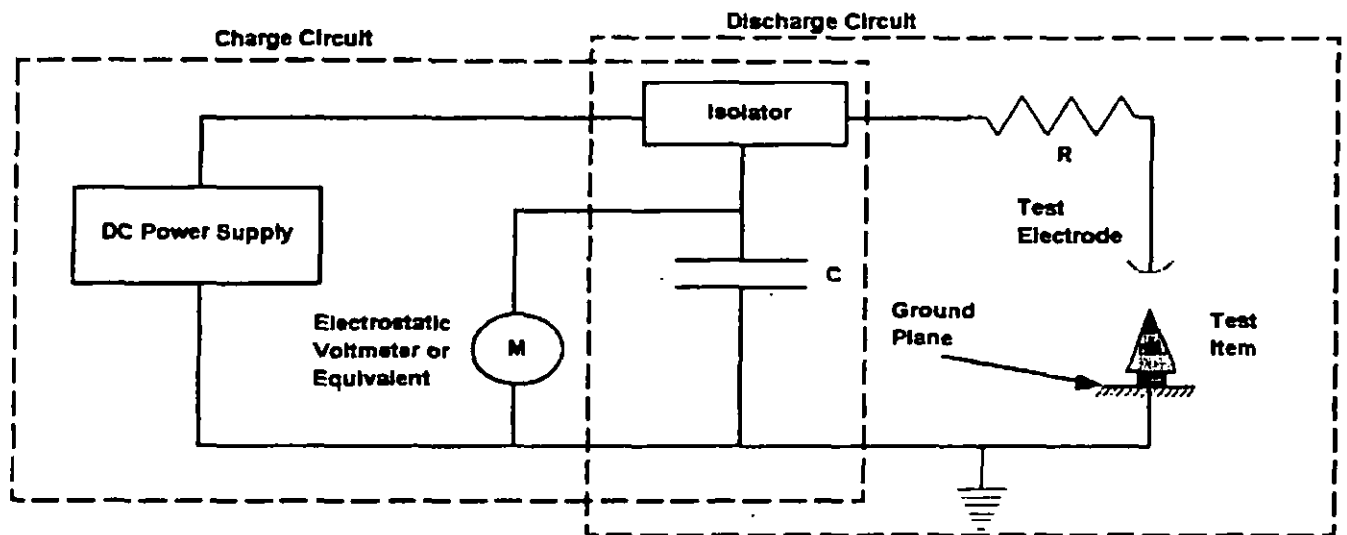 Discharge Circuit
Charge Circuit
Isolator
R
DC Power Supply
Test
Electrode
C
Electrostatic
Voltmeter or
Equivalent
M
Ground
Plane
Test
Item